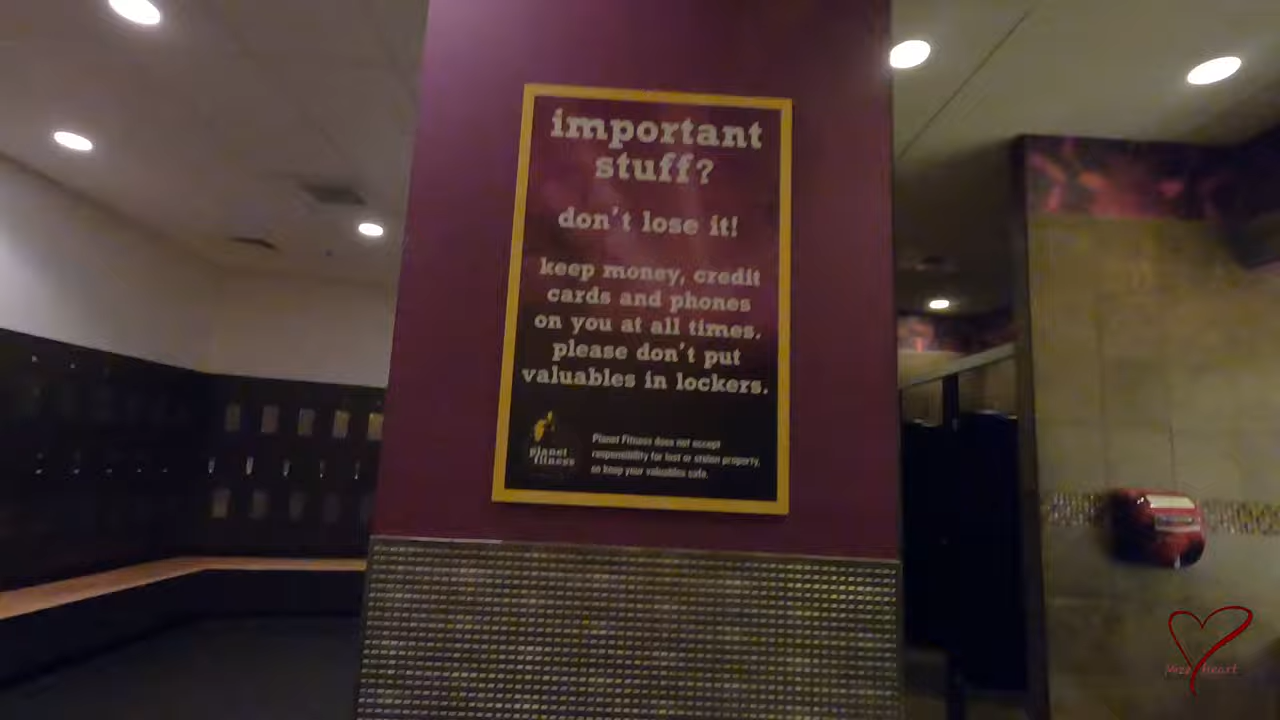 important
stuff?
don't lose it!
keep money, credit
cards and phones
on you at all times.
please don't put
valuables in lockers.
planet
fitness
Planet Fitness does not accept
responsibility for lost or stolen property,
so keep your valuables safe.
Mize Heart